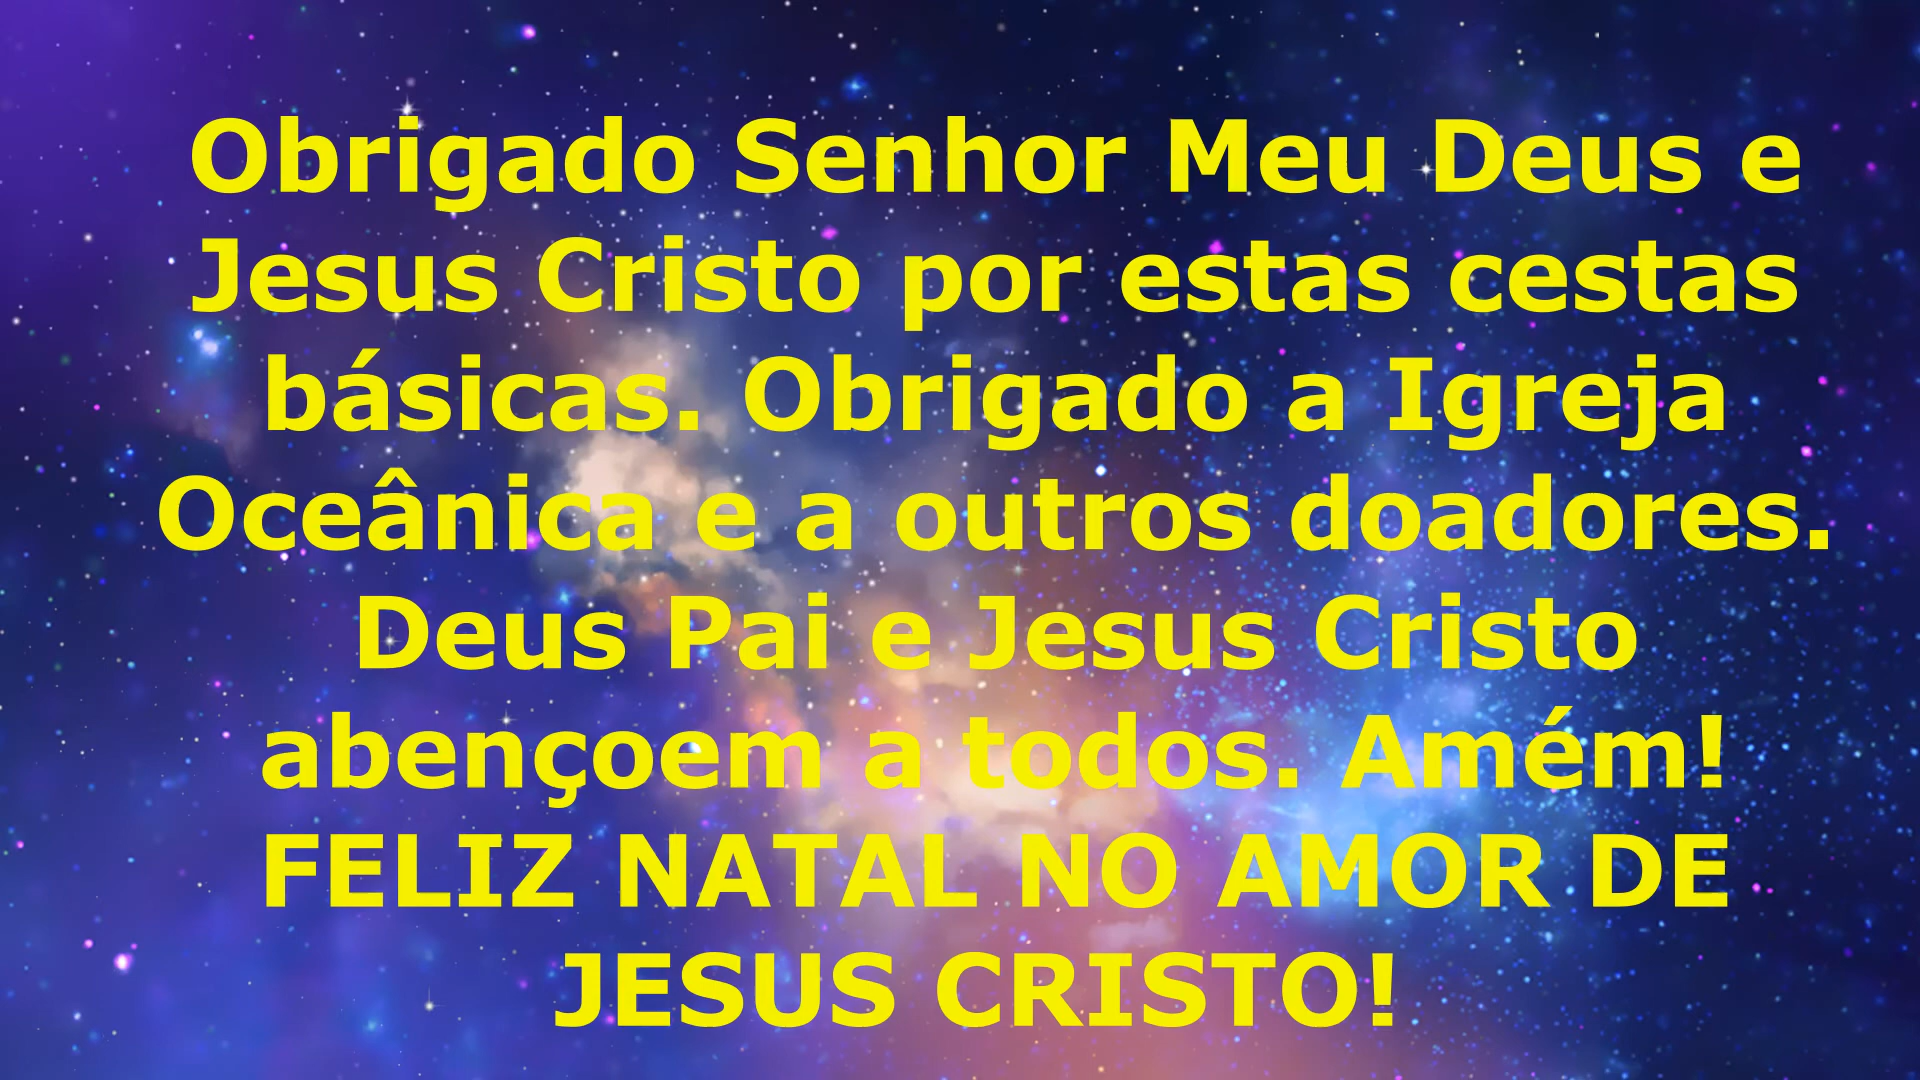 Obrigado Senhor Meu Deus e
Jesus Cristo por estas cestas
básicas. Obrigado a Igreja
Oceânica e a outros doadores.
Deus Pai e Jesus Cristo
abençoem a todos. Amém!
FELIZ NATAL NO AMOR DE
JESUS CRISTO!